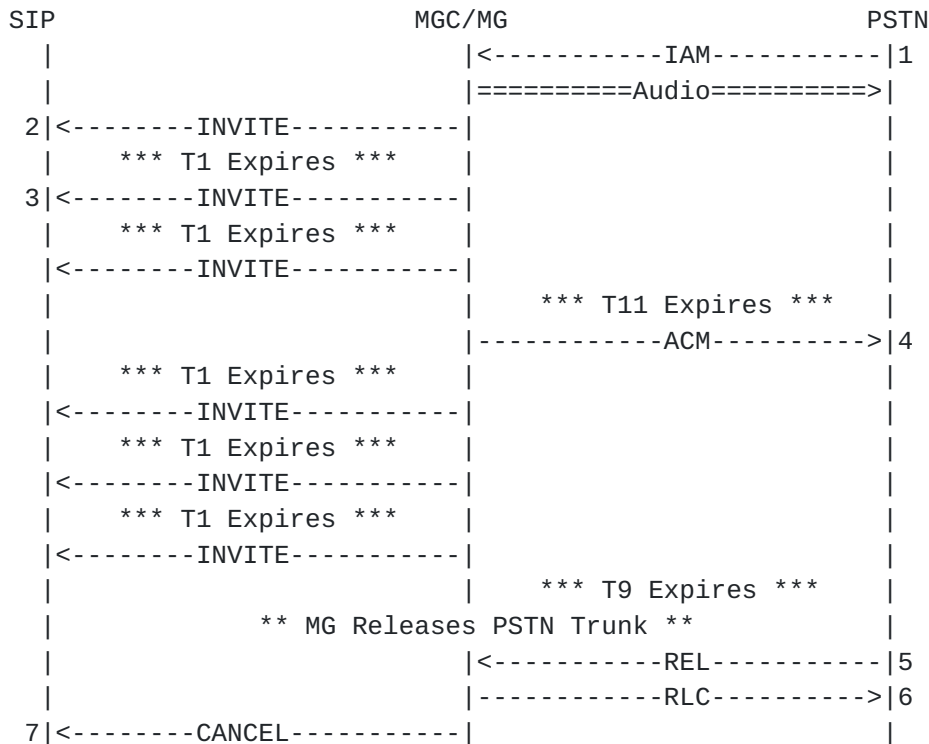 SIP                       MGC/MG                       PSTN
  |                          |<-----------IAM-----------|1
  |                          |==========Audio==========>|
 2|<--------INVITE-----------|                          |
  |    *** T1 Expires ***    |                          |
 3|<--------INVITE-----------|                          |
  |    *** T1 Expires ***    |                          |
  |<--------INVITE-----------|                          |
  |                          |    *** T11 Expires ***   |
  |                          |------------ACM---------->|4
  |    *** T1 Expires ***    |                          |
  |<--------INVITE-----------|                          |
  |    *** T1 Expires ***    |                          |
  |<--------INVITE-----------|                          |
  |    *** T1 Expires ***    |                          |
  |<--------INVITE-----------|                          |
  |                          |    *** T9 Expires ***    |
  |             ** MG Releases PSTN Trunk **            |
  |                          |<-----------REL-----------|5
  |                          |------------RLC---------->|6
 7|<--------CANCEL-----------|                          |